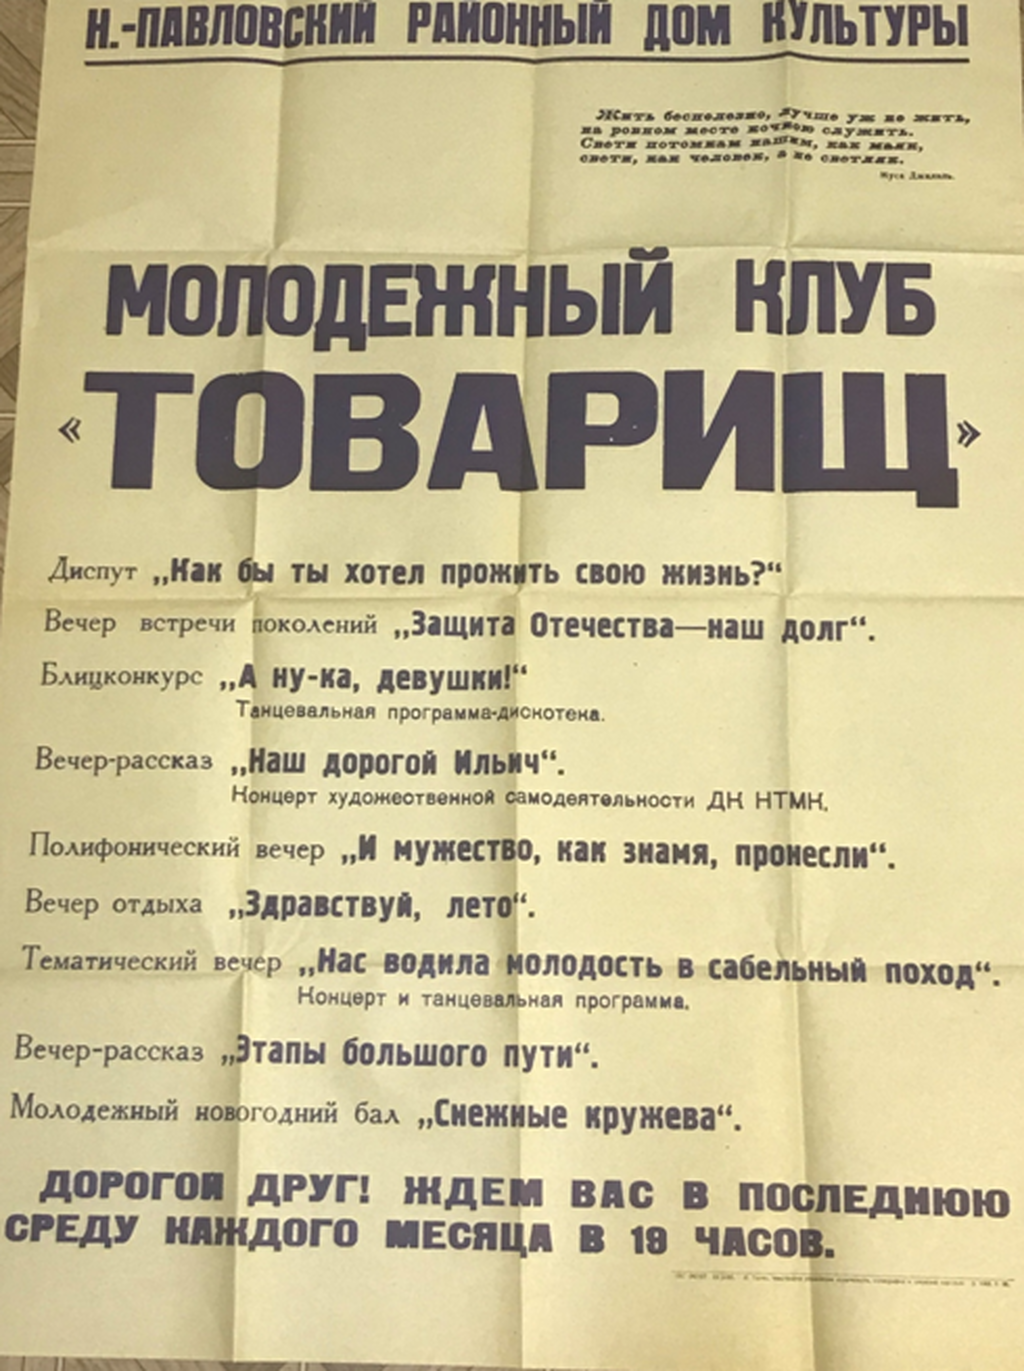 Н.-ПАВЛОВСКИЙ РАЙОННЫЙ ДОМ КУЛЬТУРЫ
Жить бесполезно, лучше уж не жить,
на ровном месте кочкою служить.
Свети потомкам нашим, как маяк,
свети, как человек, а не светляк.
Муса Джалиль.
МОЛОДЕЖНЫЙ КЛУБ
«ТОВАРИЩ»
Диспут „Как бы ты хотел прожить свою жизнь?“
Вечер встречи поколений „Защита Отечества—наш долг“.
Блицконкурс „А ну-ка, девушки!“
Танцевальная программа-дискотека.
Вечер-рассказ „Наш дорогой Ильич“.
Концерт художественной самодеятельности ДК НТМК.
Полифонический вечер „И мужество, как знамя, пронесли“.
Вечер отдыха „Здравствуй, лето“.
Тематический вечер „Нас водила молодость в сабельный поход“.
Концерт и танцевальная программа.
Вечер-рассказ „Этапы большого пути“.
Молодежный новогодний бал „Снежные кружева“.
ДОРОГОЙ ДРУГ! ЖДЕМ ВАС В ПОСЛЕДНЮЮ
СРЕДУ КАЖДОГО МЕСЯЦА В 19 ЧАСОВ.